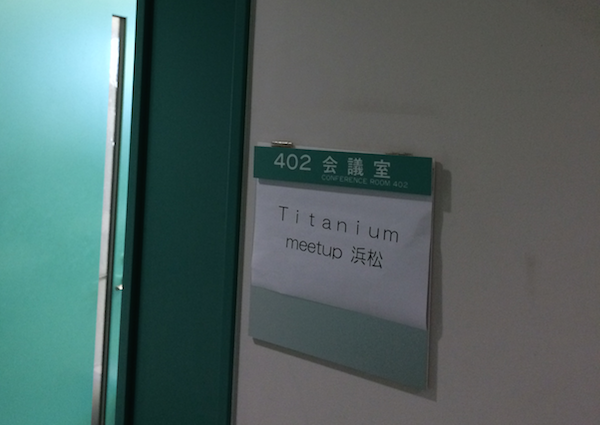 402 会議室
CONFERENCE ROOM 402
Titanium
meetup 浜松